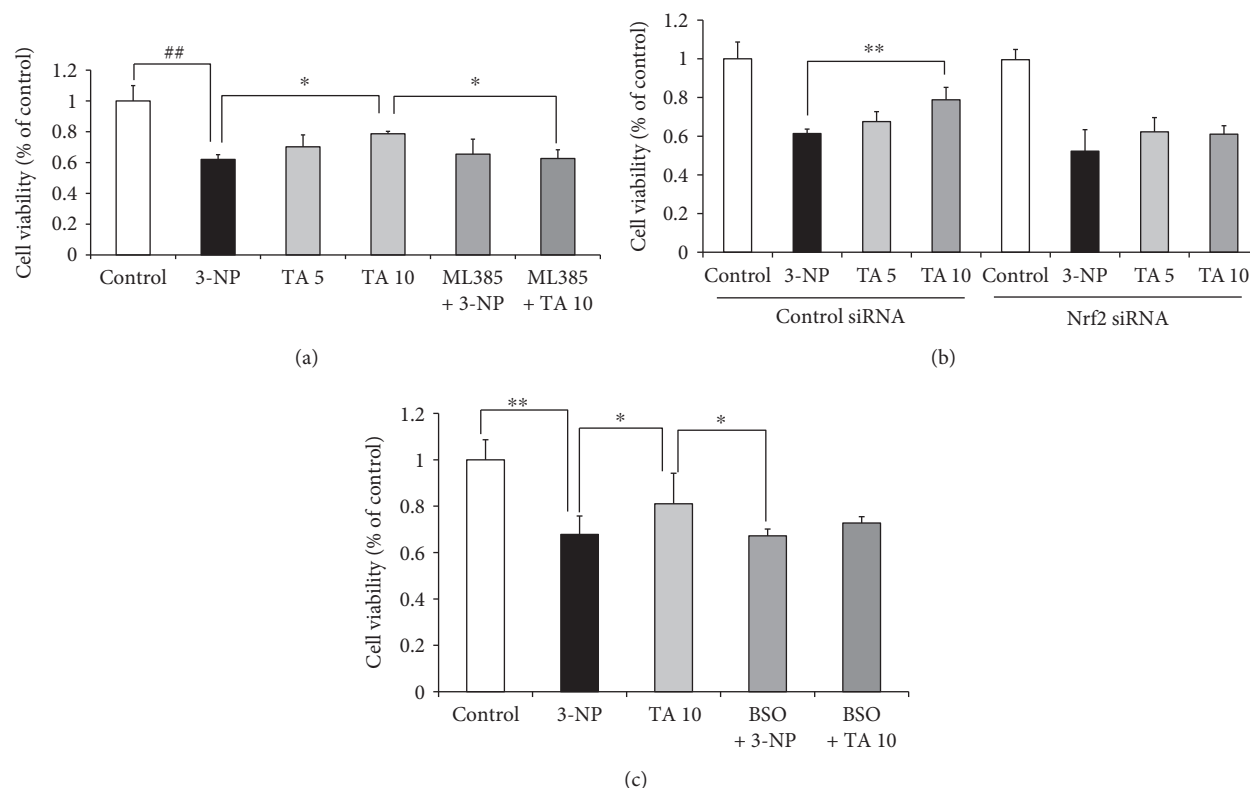 Cell viability (% of control)
1.2
1
0.8
0.6
0.4
0.2
0
##
*
*
Control
3-NP
TA 5
TA 10
ML385
+ 3-NP
ML385
+ TA 10
(a)
Cell viability (% of control)
1.2
1
0.8
0.6
0.4
0.2
0
**
Control
3-NP
TA 5
TA 10
Control
3-NP
TA 5
TA 10
Control siRNA
Nrf2 siRNA
(b)
Cell viability (% of control)
1.2
1
0.8
0.6
0.4
0.2
1
**
*
*
Control
3-NP
TA 10
BSO
+ 3-NP
BSO
+ TA 10
(c)